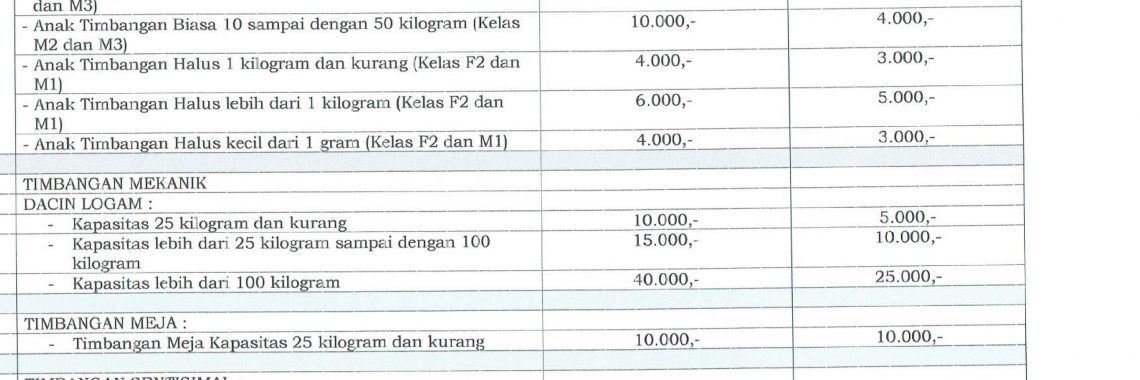 dan M3)
- Anak Timbangan Biasa 10 sampai dengan 50 kilogram (Kelas 10.000,- 4.000,-
M2 dan M3)
- Anak Timbangan Halus 1 kilogram dan kurang (Kelas F2 dan 4.000,- 3.000,-
M1)
- Anak Timbangan Halus lebih dari 1 kilogram (Kelas F2 dan 6.000,- 5.000,-
M1)
- Anak Timbangan Halus kecil dari 1 gram (Kelas F2 dan M1) 4.000,- 3.000,-
TIMBANGAN MEKANIK
DACIN LOGAM :
- Kapasitas 25 kilogram dan kurang 10.000,- 5.000,-
- Kapasitas lebih dari 25 kilogram sampai dengan 100 15.000,- 10.000,-
kilogram
- Kapasitas lebih dari 100 kilogram 40.000,- 25.000,-
TIMBANGAN MEJA :
- Timbangan Meja Kapasitas 25 kilogram dan kurang 10.000,- 10.000,-